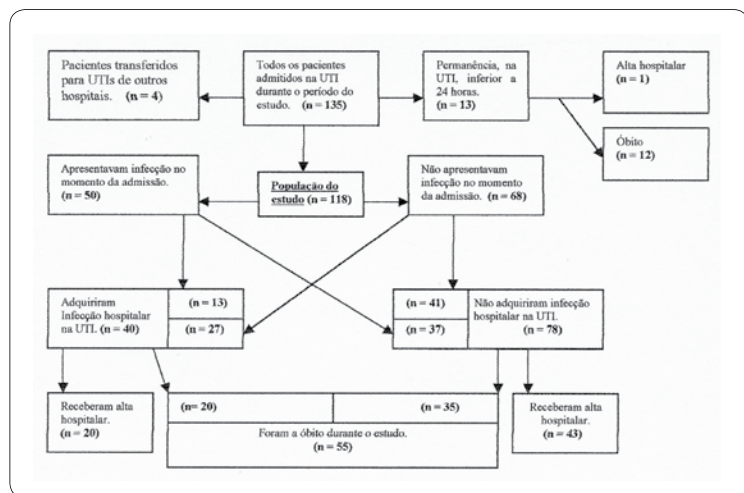 Pacientes transferidos
para UTIs de outros
hospitais. (n = 4)
Todos os pacientes
admitidos na UTI
durante o período do
estudo. (n = 135)
Permanência, na
UTI, inferior a
24 horas.
(n = 13)
Alta hospitalar
(n = 1)
Óbito
(n = 12)
Apresentavam infecção no
momento da admissão.
(n = 50)
População do
estudo (n = 118)
Não apresentavam
infecção no momento
da admissão. (n = 68)
Adquiriram
Infecção hospitalar
na UTI. (n = 40)
(n = 13)
(n = 27)
(n = 41)
(n = 37)
Não adquiriram infecção
hospitalar na UTI.
(n = 78)
Receberam alta
hospitalar.
(n = 20)
(n= 20)
(n = 35)
Foram a óbito durante o estudo.
(n = 55)
Receberam alta
hospitalar.
(n = 43)